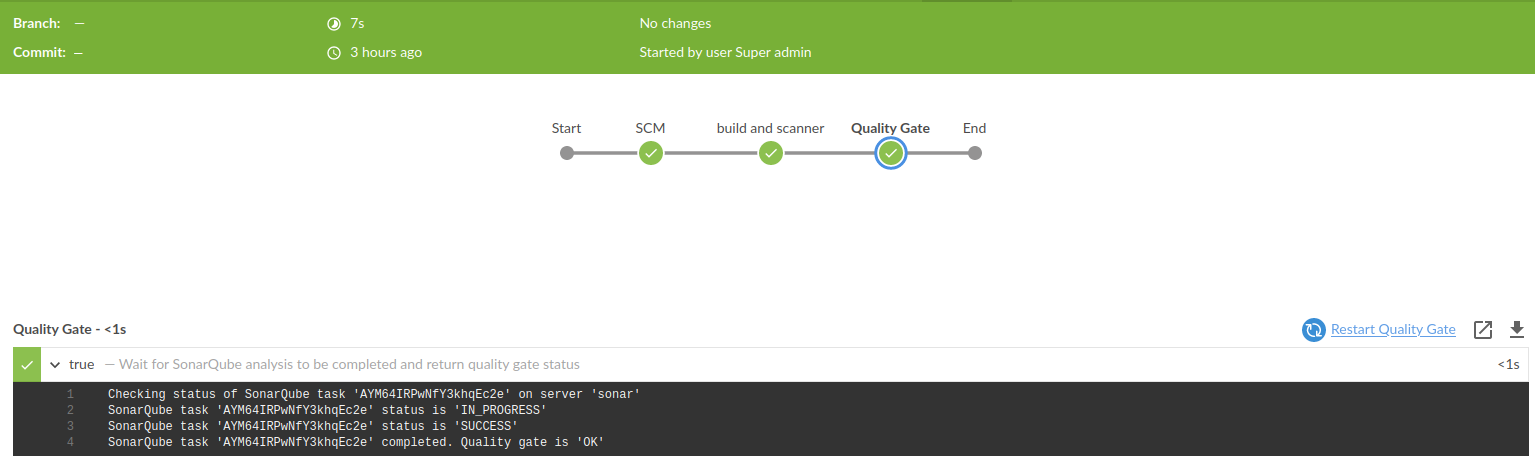 Branch: — 7s No changes
Commit: — 3 hours ago Started by user Super admin
Start SCM build and scanner Quality Gate End
Quality Gate - <1s Restart Quality Gate
true — Wait for SonarQube analysis to be completed and return quality gate status <1s
1 Checking status of SonarQube task 'AYM64IRPwNfY3khqEc2e' on server 'sonar'
2 SonarQube task 'AYM64IRPwNfY3khqEc2e' status is 'IN_PROGRESS'
3 SonarQube task 'AYM64IRPwNfY3khqEc2e' status is 'SUCCESS'
4 SonarQube task 'AYM64IRPwNfY3khqEc2e' completed. Quality gate is 'OK'